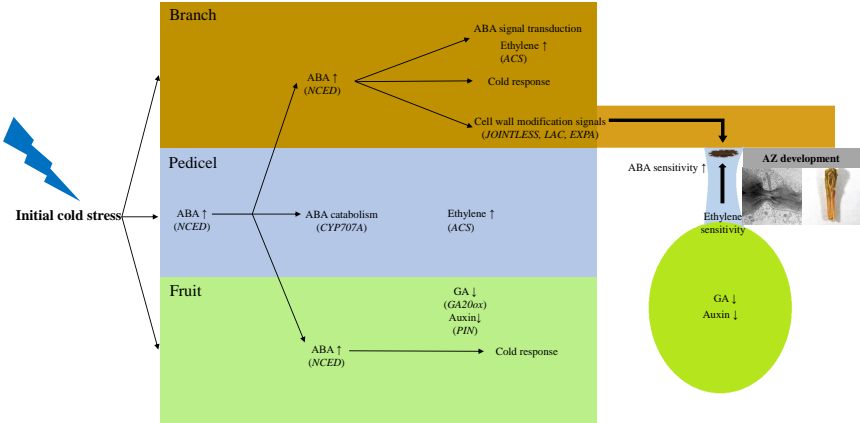 Branch
ABA signal transduction
Ethylene ↑
(ACS)
ABA ↑
(NCED)
Cold response
Cell wall modification signals
(JOINTLESS, LAC, EXPA)
Pedicel
Initial cold stress
ABA ↑
(NCED)
ABA catabolism
(CYP707A)
Ethylene ↑
(ACS)
Fruit
GA ↓
(GA20ox)
Auxin↓
(PIN)
ABA ↑
(NCED)
Cold response
ABA sensitivity ↑
AZ development
Ethylene
sensitivity
GA ↓
Auxin ↓